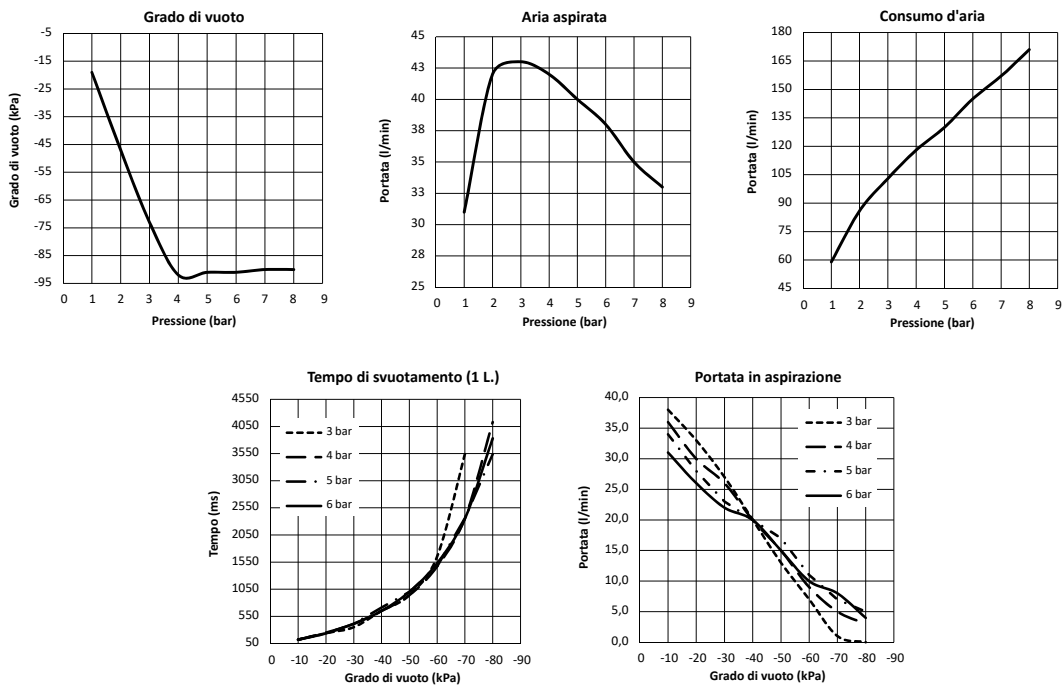 Grado di vuoto
Grado di vuoto (kPa)
-5
-15
-25
-35
-45
-55
-65
-75
-85
-95
0 1 2 3 4 5 6 7 8 9
Pressione (bar)
Aria aspirata
Portata (l/min)
45
43
40
38
35
33
30
28
25
0 1 2 3 4 5 6 7 8 9
Pressione (bar)
Consumo d'aria
Portata (l/min)
180
165
150
135
120
105
90
75
60
45
0 1 2 3 4 5 6 7 8 9
Pressione (bar)
Tempo di svuotamento (1 L.)
Tempo (ms)
4550
4050
3550
3050
2550
2050
1550
1050
550
50
3 bar
4 bar
5 bar
6 bar
0 -10 -20 -30 -40 -50 -60 -70 -80 -90
Grado di vuoto (kPa)
Portata in aspirazione
Portata (l/min)
40,0
35,0
30,0
25,0
20,0
15,0
10,0
5,0
0,0
3 bar
4 bar
5 bar
6 bar
0 -10 -20 -30 -40 -50 -60 -70 -80 -90
Grado di vuoto (kPa)